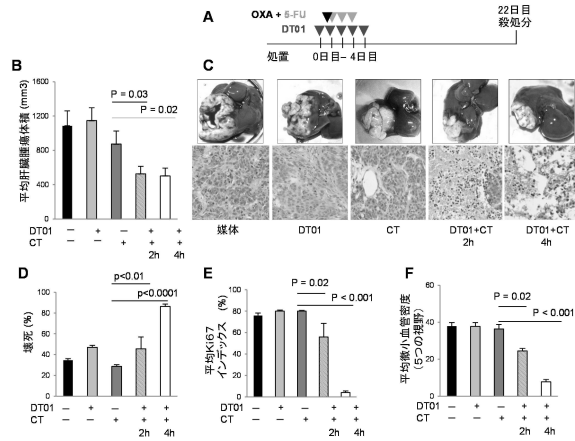 A
OXA + 5-FU
DT01
処置 0日目– 4日目
22日目
殺処分
B
平均肝臓腫瘍体積 (mm3)
1600
1200
800
400
0
P = 0.03
P = 0.02
DT01 – + – + +
CT – – + + +
2h 4h
C
媒体 DT01 CT DT01+CT DT01+CT
2h 4h
D
壊死 (%)
100
80
60
40
20
0
p<0.01
p<0.0001
DT01 – + – + +
CT – – + + +
2h 4h
E
平均Ki67
インデックス (%)
100
80
60
40
20
0
P = 0.02
P < 0.001
DT01 – + – + +
CT – – + + +
2h 4h
F
平均微小血管密度
(5つの視野)
60
40
20
0
P = 0.02
P < 0.001
DT01 – + – + +
CT – – + + +
2h 4h